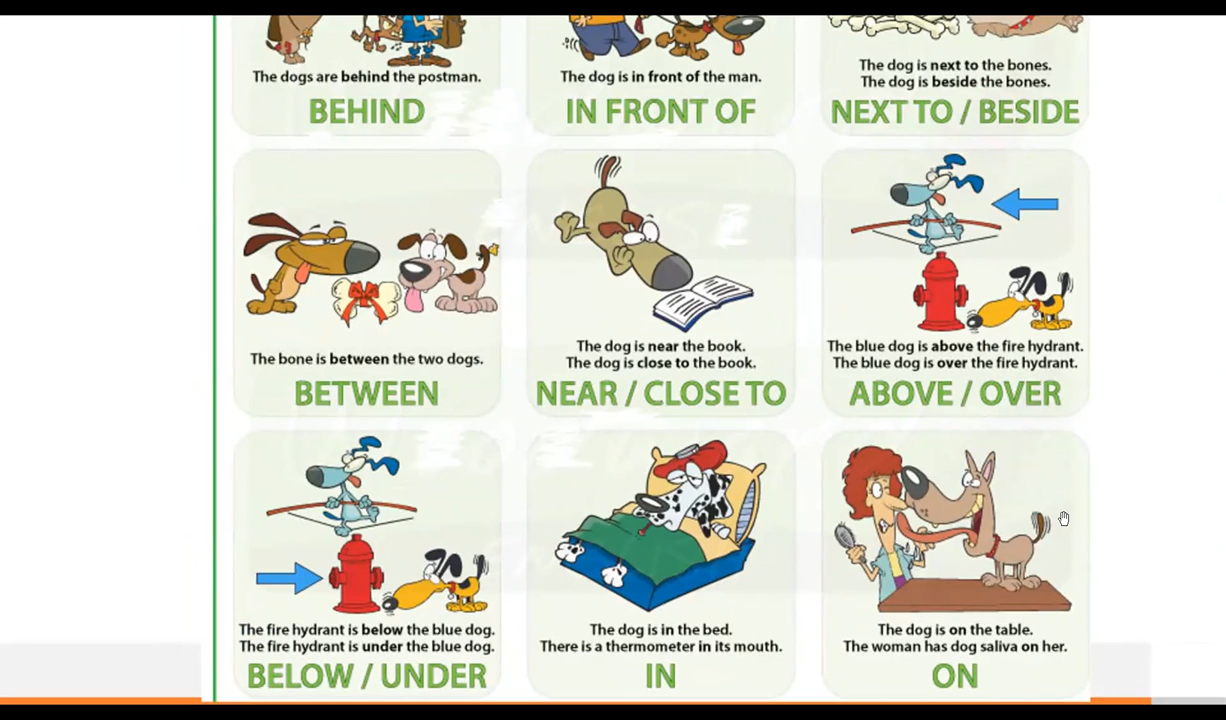 The dogs are behind the postman.
BEHIND
The dog is in front of the man.
IN FRONT OF
The dog is next to the bones.
The dog is beside the bones.
NEXT TO / BESIDE
The bone is between the two dogs.
BETWEEN
The dog is near the book.
The dog is close to the book.
NEAR / CLOSE TO
The blue dog is above the fire hydrant.
The blue dog is over the fire hydrant.
ABOVE / OVER
The fire hydrant is below the blue dog.
The fire hydrant is under the blue dog.
BELOW / UNDER
The dog is in the bed.
There is a thermometer in its mouth.
IN
The dog is on the table.
The woman has dog saliva on her.
ON